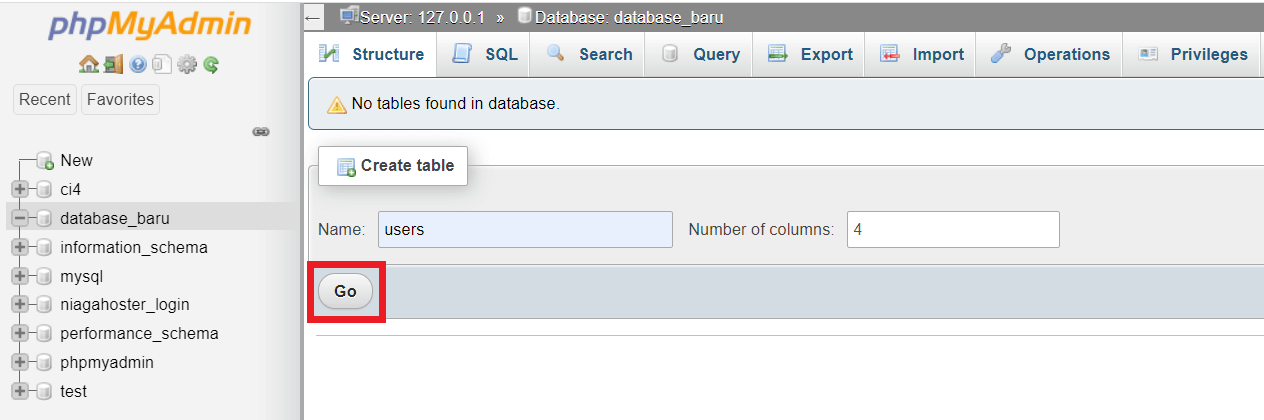 phpMyAdmin
Recent Favorites
New
ci4
database_baru
information_schema
mysql
niagahoster_login
performance_schema
phpmyadmin
test
← Server: 127.0.0.1 » Database: database_baru
Structure SQL Search Query Export Import Operations Privileges
No tables found in database.
Create table
Name: users Number of columns: 4
Go